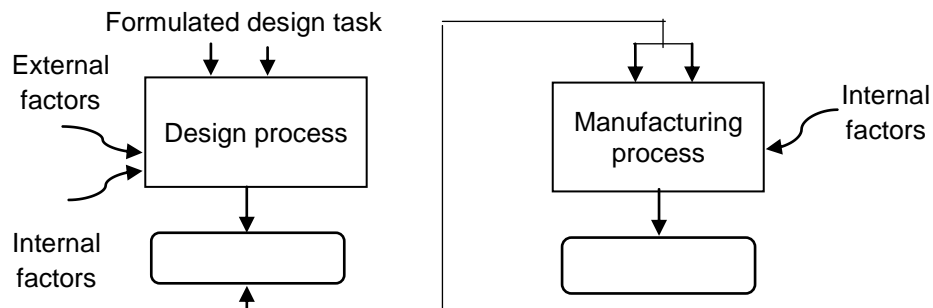 Formulated design task
External
factors
Design process
Internal
factors
Manufacturing
process
Internal
factors